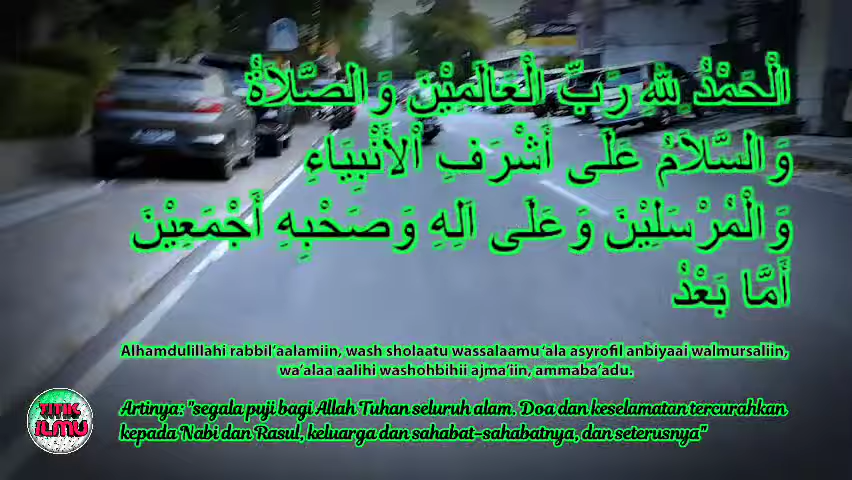 الْحَمْدُ لِلّٰهِ رَبِّ الْعَالَمِيْنَ وَالصَّلَاةُ
وَالسَّلَامُ عَلَى أَشْرَفِ اْلأَنْبِيَاءِ
وَالْمُرْسَلِيْنَ وَعَلَى آلِهِ وَصَحْبِهِ أَجْمَعِيْنَ
أَمَّا بَعْدُ
Alhamdulillahi rabbil'aalamiin, wash sholaatu wassalaamu 'ala asyrofil anbiyaai walmursaliin,
wa'alaa aalihi washohbihii ajma'iin, ammaba'adu.
Artinya: "segala puji bagi Allah Tuhan seluruh alam. Doa dan keselamatan tercurahkan
kepada Nabi dan Rasul, keluarga dan sahabat-sahabatnya, dan seterusnya"
TITIK
ILMU